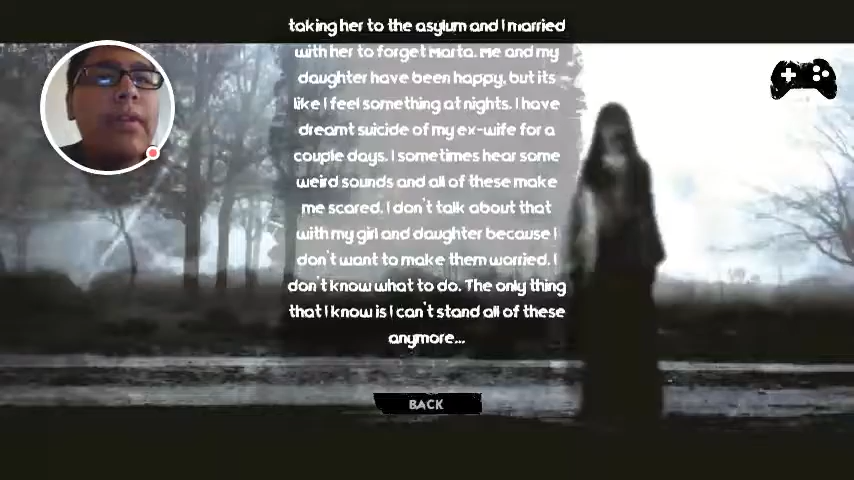 taking her to the asylum and I married
with her to forget Marta. Me and my
daughter have been happy, but its
like I feel something at nights. I have
dreamt suicide of my ex-wife for a
couple days. I sometimes hear some
weird sounds and all of these make
me scared. I don't talk about that
with my girl and daughter because I
don't want to make them worried. I
don't know what to do. The only thing
that I know is I can't stand all of these
anymore...
BACK